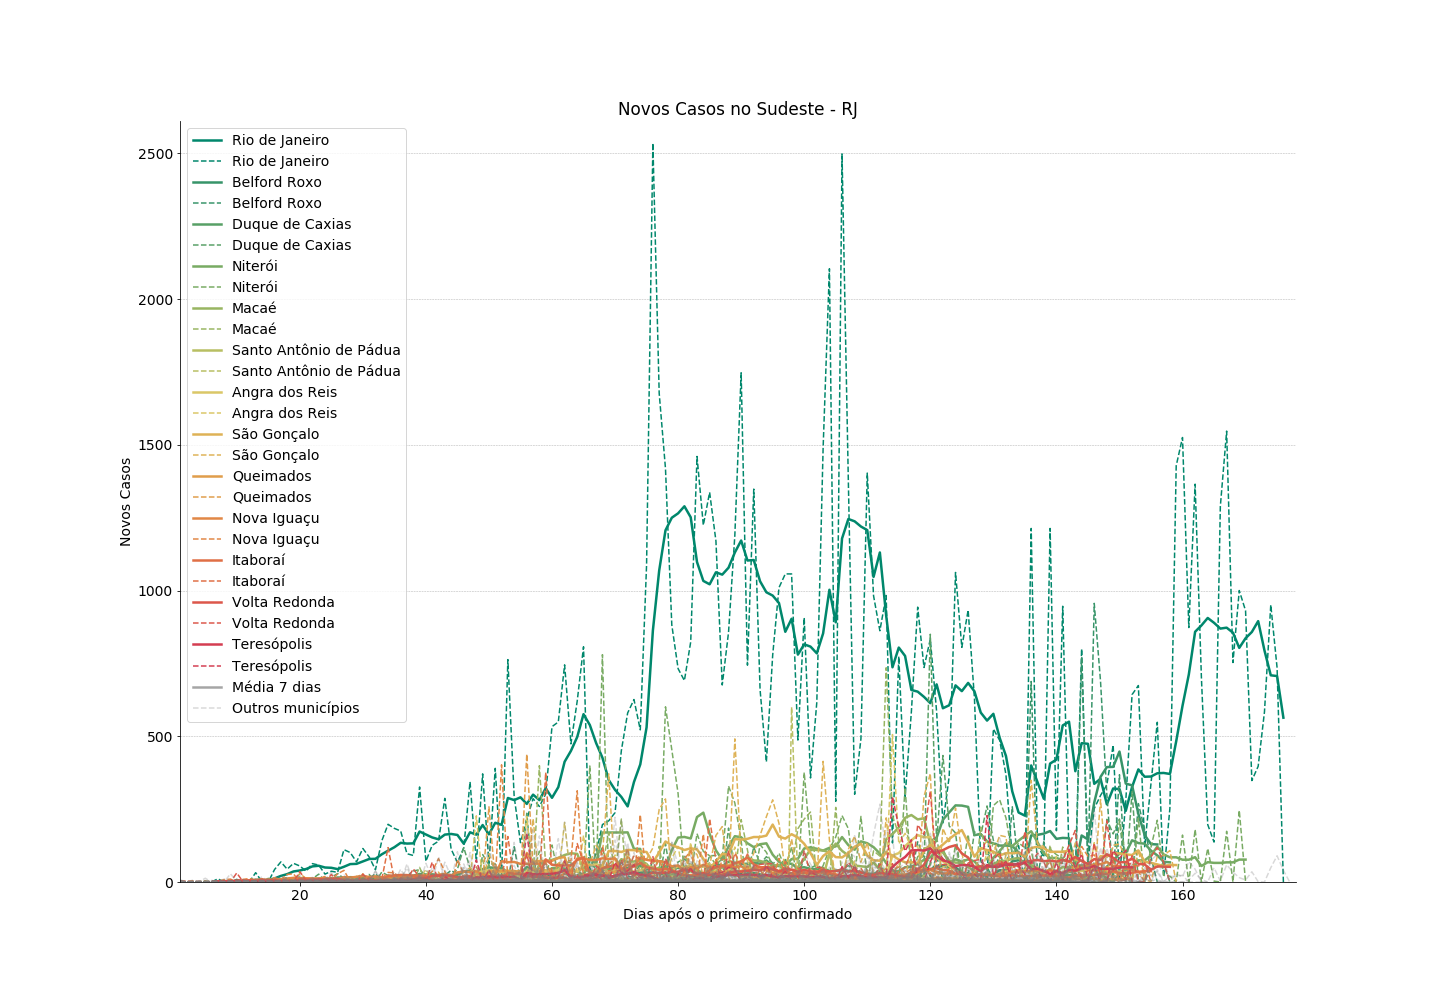 Novos Casos no Sudeste - RJ
Rio de Janeiro
Rio de Janeiro
Belford Roxo
Belford Roxo
Duque de Caxias
Duque de Caxias
Niterói
Niterói
Macaé
Macaé
Santo Antônio de Pádua
Santo Antônio de Pádua
Angra dos Reis
Angra dos Reis
São Gonçalo
São Gonçalo
Queimados
Queimados
Nova Iguaçu
Nova Iguaçu
Itaboraí
Itaboraí
Volta Redonda
Volta Redonda
Teresópolis
Teresópolis
Média 7 dias
Outros municípios
2500
2000
1500
1000
500
0
Novos Casos
20 40 60 80 100 120 140 160
Dias após o primeiro confirmado